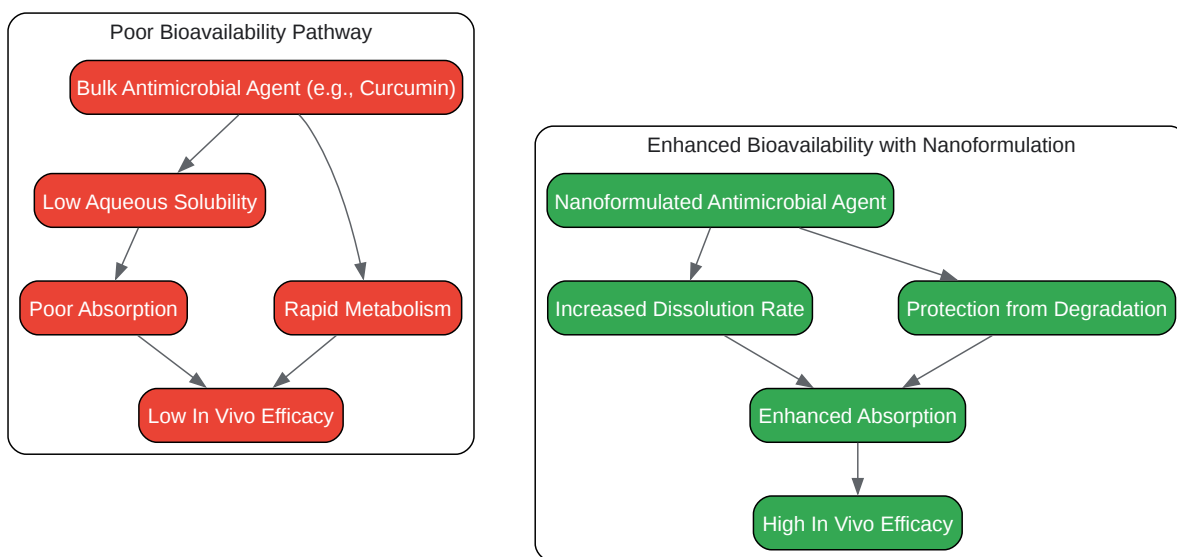 Poor Bioavailability Pathway
Bulk Antimicrobial Agent (e.g., Curcumin)
Low Aqueous Solubility
Poor Absorption
Rapid Metabolism
Low In Vivo Efficacy
Enhanced Bioavailability with Nanoformulation
Nanoformulated Antimicrobial Agent
Increased Dissolution Rate
Protection from Degradation
Enhanced Absorption
High In Vivo Efficacy